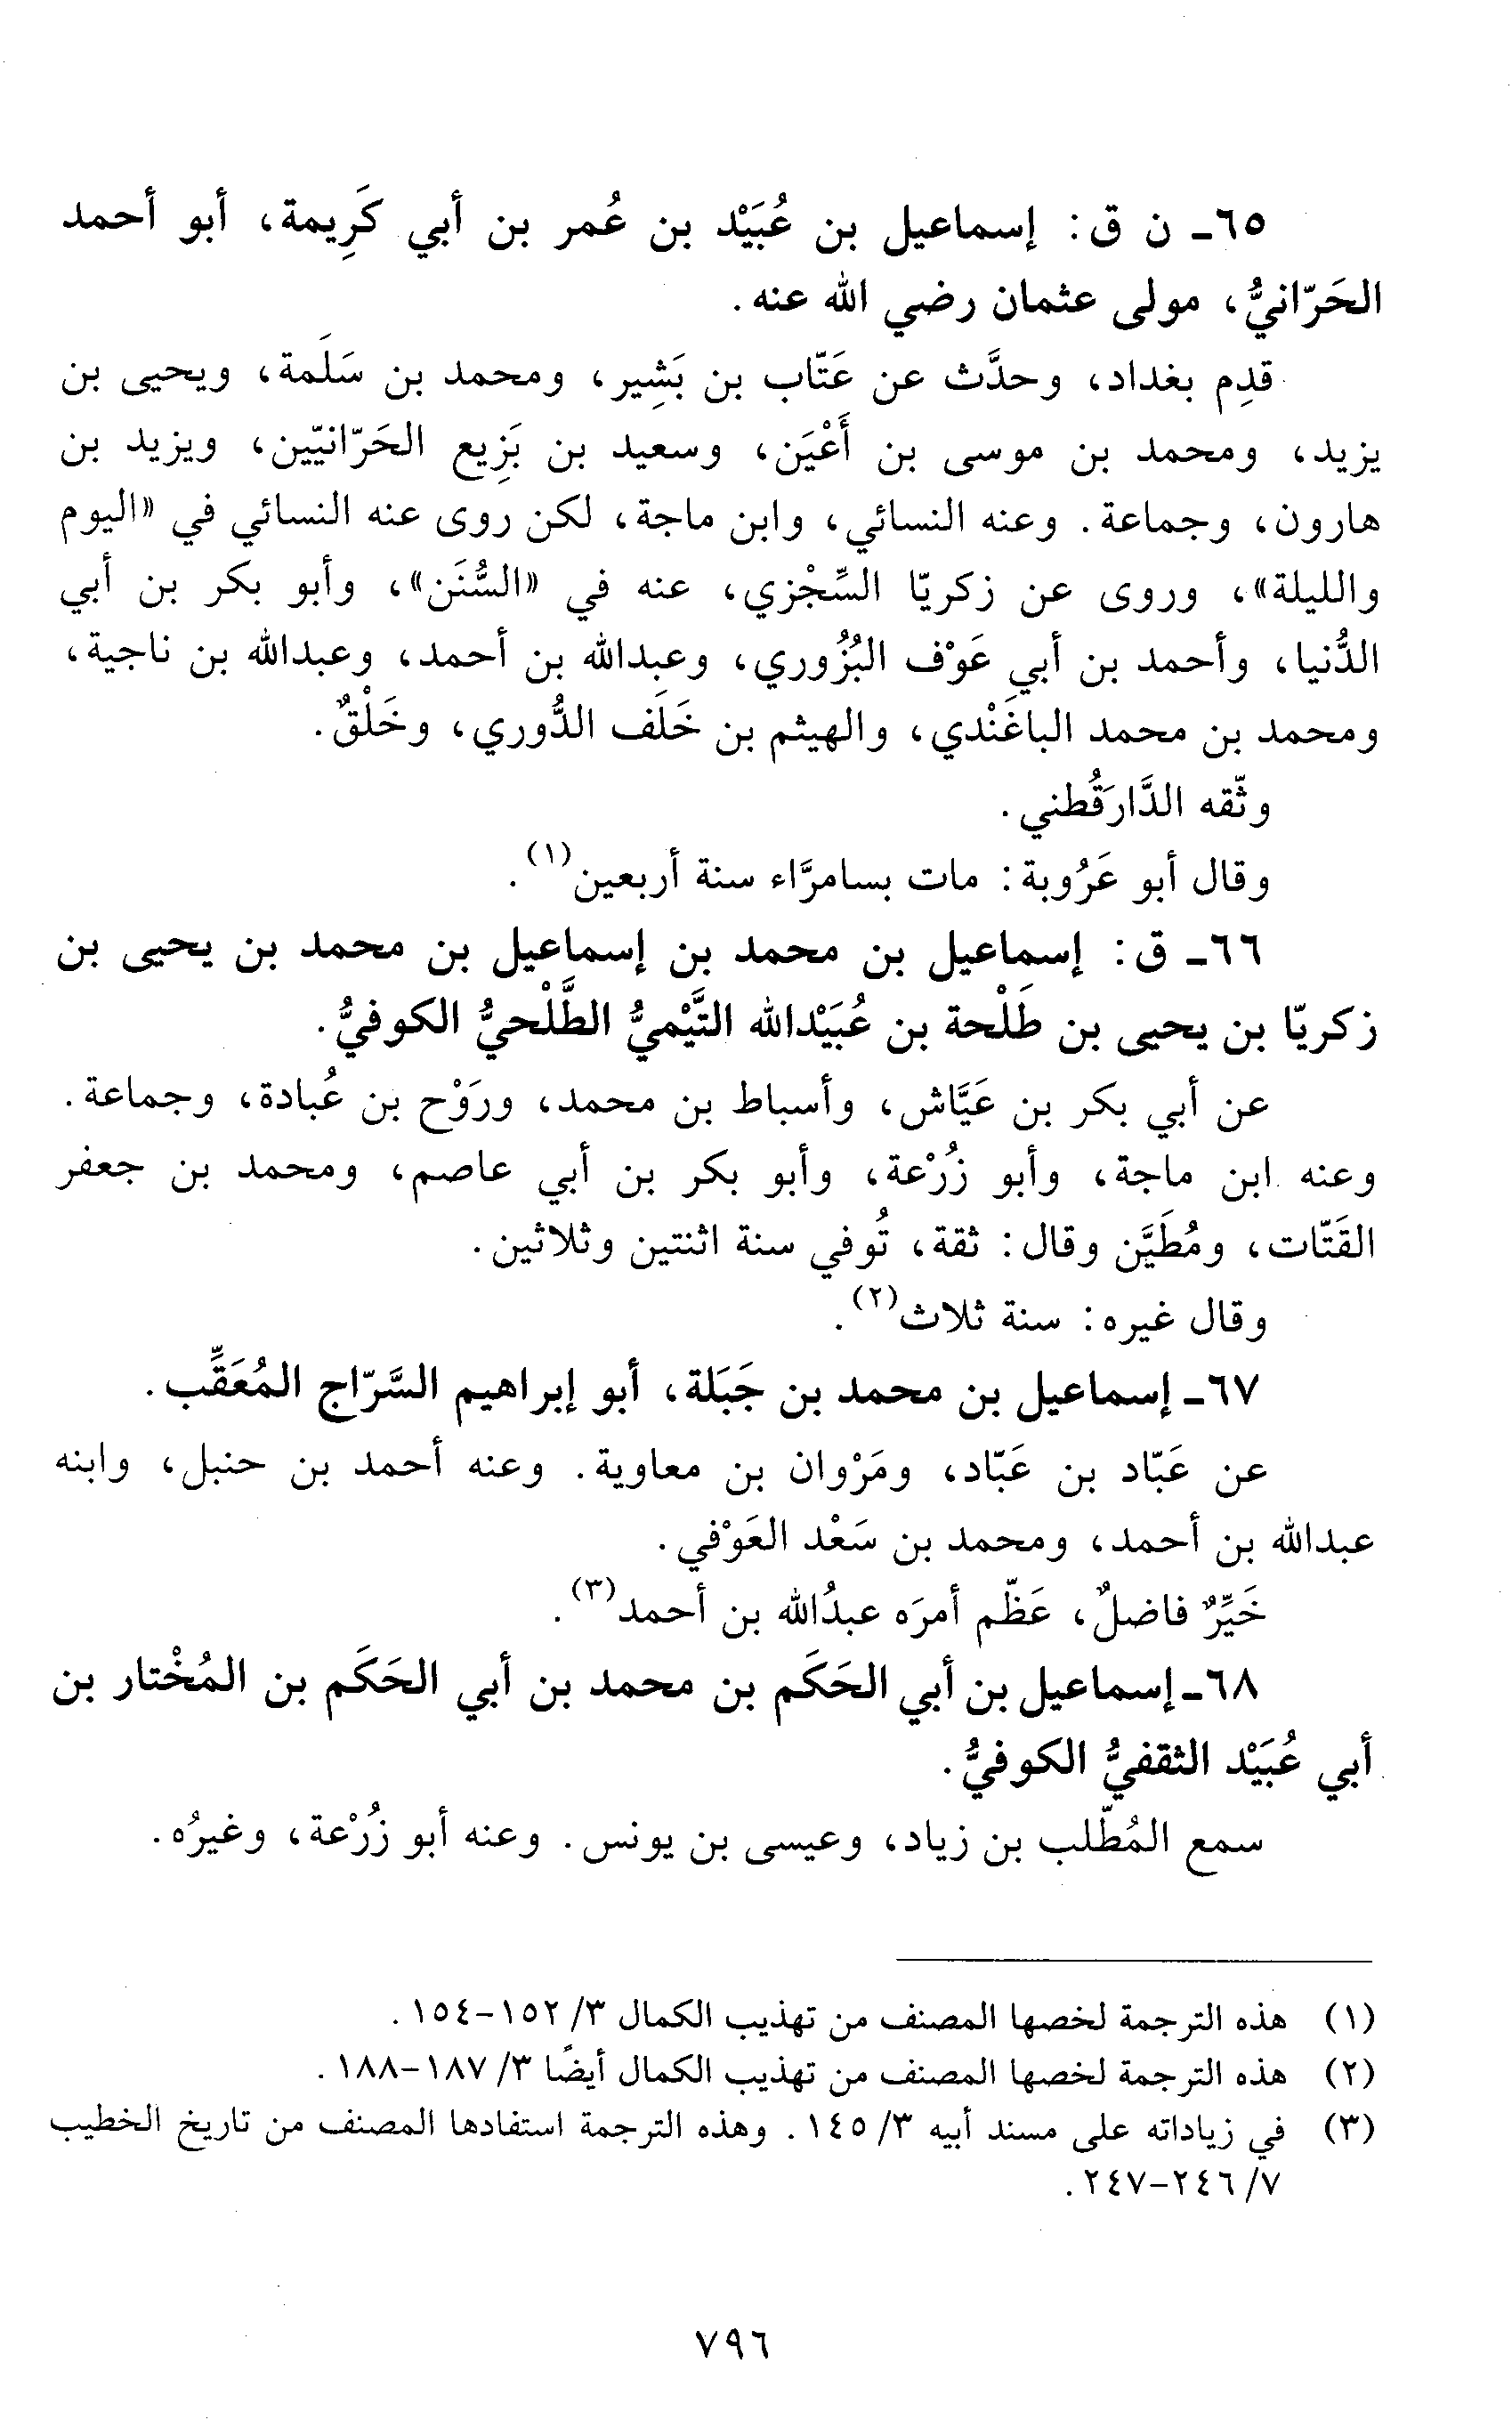 ٦٥ـ ن ق: إسماعيل بن عُبَيْد بن عُمر بن أبي كَرِيمة، أبو أحمد
الحَرّانيُّ، مولى عثمان رضي الله عنه.
قدِم بغداد، وحدَّث عن عَتّاب بن بَشِير، ومحمد بن سَلَمة، ويحيى بن
يزيد، ومحمد بن موسى بن أَعْيَن، وسعيد بن بَزِيع الحَرّانيّين، ويزيد بن
هارون، وجماعة. وعنه النسائي، وابن ماجة، لكن روى عنه النسائي في «اليوم
والليلة»، وروى عن زكريّا السِّجْزي، عنه في «السُّنَن»، وأبو بكر بن أبي
الدُّنيا، وأحمد بن أبي عَوْف البُزُوري، وعبدالله بن أحمد، وعبدالله بن ناجية،
ومحمد بن محمد الباغَنْدي، والهيثم بن خَلَف الدُّوري، وخَلْقٌ.
وثّقه الدَّارَقُطني.
وقال أبو عَرُوبة: مات بسامرَّاء سنة أربعين(١).
٦٦ـ ق: إسماعيل بن محمد بن إسماعيل بن محمد بن يحيى بن
زكريّا بن يحيى بن طَلْحة بن عُبَيْدالله التَّيْميُّ الطَّلْحيُّ الكوفيُّ.
عن أبي بكر بن عَيَّاش، وأسباط بن محمد، ورَوْح بن عُبادة، وجماعة.
وعنه ابن ماجة، وأبو زُرْعة، وأبو بكر بن أبي عاصم، ومحمد بن جعفر
القَتّات، ومُطَيَّن وقال: ثقة، تُوفي سنة اثنتين وثلاثين.
وقال غيره: سنة ثلاث(٢).
٦٧ـ إسماعيل بن محمد بن جَبَلة، أبو إبراهيم السَّرّاج المُعَقِّب.
عن عَبّاد بن عَبّاد، ومَرْوان بن معاوية. وعنه أحمد بن حنبل، وابنه
عبدالله بن أحمد، ومحمد بن سَعْد العَوْفي.
خَيِّرٌ فاضلٌ، عَظّم أمرَه عبدُالله بن أحمد(٣).
٦٨ـ إسماعيل بن أبي الحَكَم بن محمد بن أبي الحَكَم بن المُخْتار بن
أبي عُبَيْد الثقفيُّ الكوفيُّ.
سمع المُطّلب بن زياد، وعيسى بن يونس. وعنه أبو زُرْعة، وغيرُه.
(١) هذه الترجمة لخصها المصنف من تهذيب الكمال ٣/ ١٥٢-١٥٤.
(٢) هذه الترجمة لخصها المصنف من تهذيب الكمال أيضًا ٣/ ١٨٧-١٨٨.
(٣) في زياداته على مسند أبيه ٣/ ١٤٥. وهذه الترجمة استفادها المصنف من تاريخ الخطيب
٧/ ٢٤٦-٢٤٧.
٧٩٦